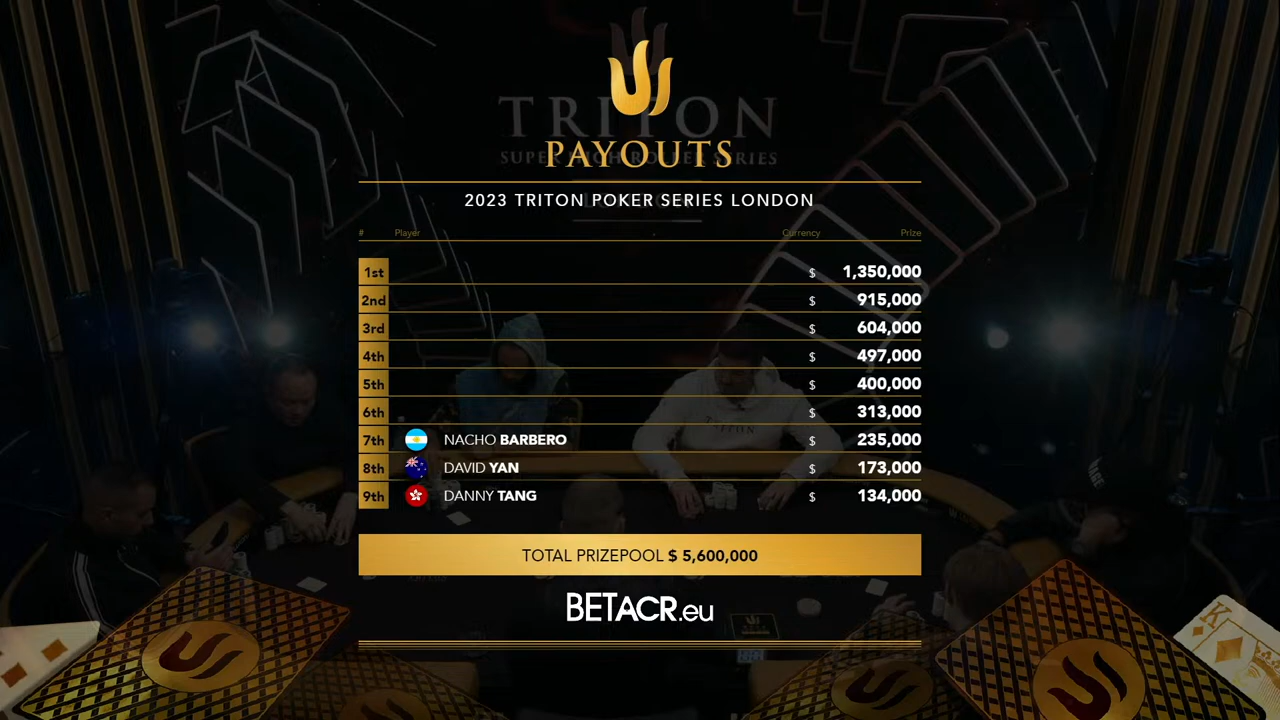 TRITON
SUPER HIGH ROLLER SERIES
PAYOUTS
2023 TRITON POKER SERIES LONDON
# Player Currency Prize
1st $ 1,350,000
2nd $ 915,000
3rd $ 604,000
4th $ 497,000
5th $ 400,000
6th $ 313,000
7th NACHO BARBERO $ 235,000
8th DAVID YAN $ 173,000
9th DANNY TANG $ 134,000
TOTAL PRIZEPOOL $ 5,600,000
BETACR.eu
K